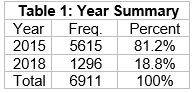 Table 1: Year Summary
Year Freq. Percent
2015 5615 81.2%
2018 1296 18.8%
Total 6911 100%